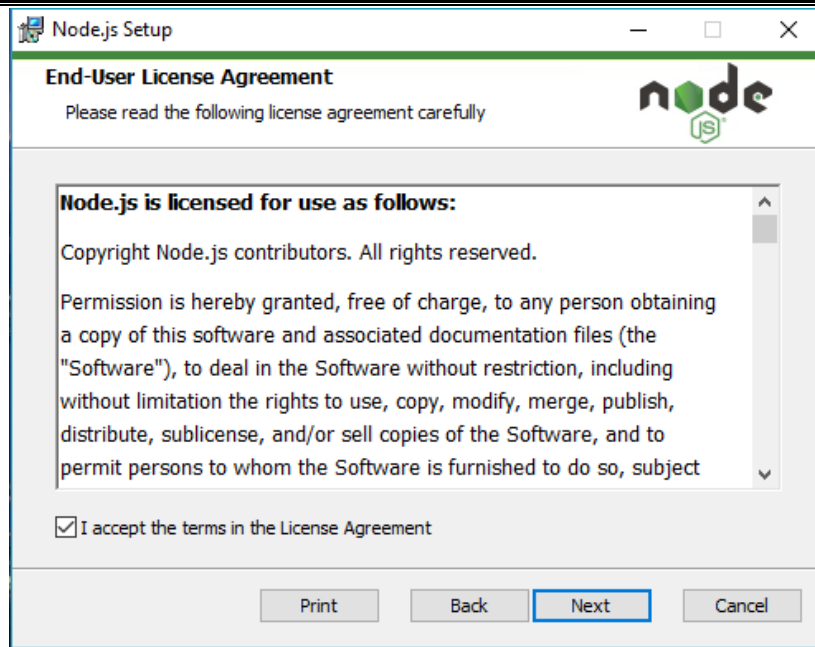 Node.js Setup
End-User License Agreement
Please read the following license agreement carefully
node
JS
Node.js is licensed for use as follows:
Copyright Node.js contributors. All rights reserved.
Permission is hereby granted, free of charge, to any person obtaining
a copy of this software and associated documentation files (the
"Software"), to deal in the Software without restriction, including
without limitation the rights to use, copy, modify, merge, publish,
distribute, sublicense, and/or sell copies of the Software, and to
permit persons to whom the Software is furnished to do so, subject
I accept the terms in the License Agreement
Print Back Next Cancel